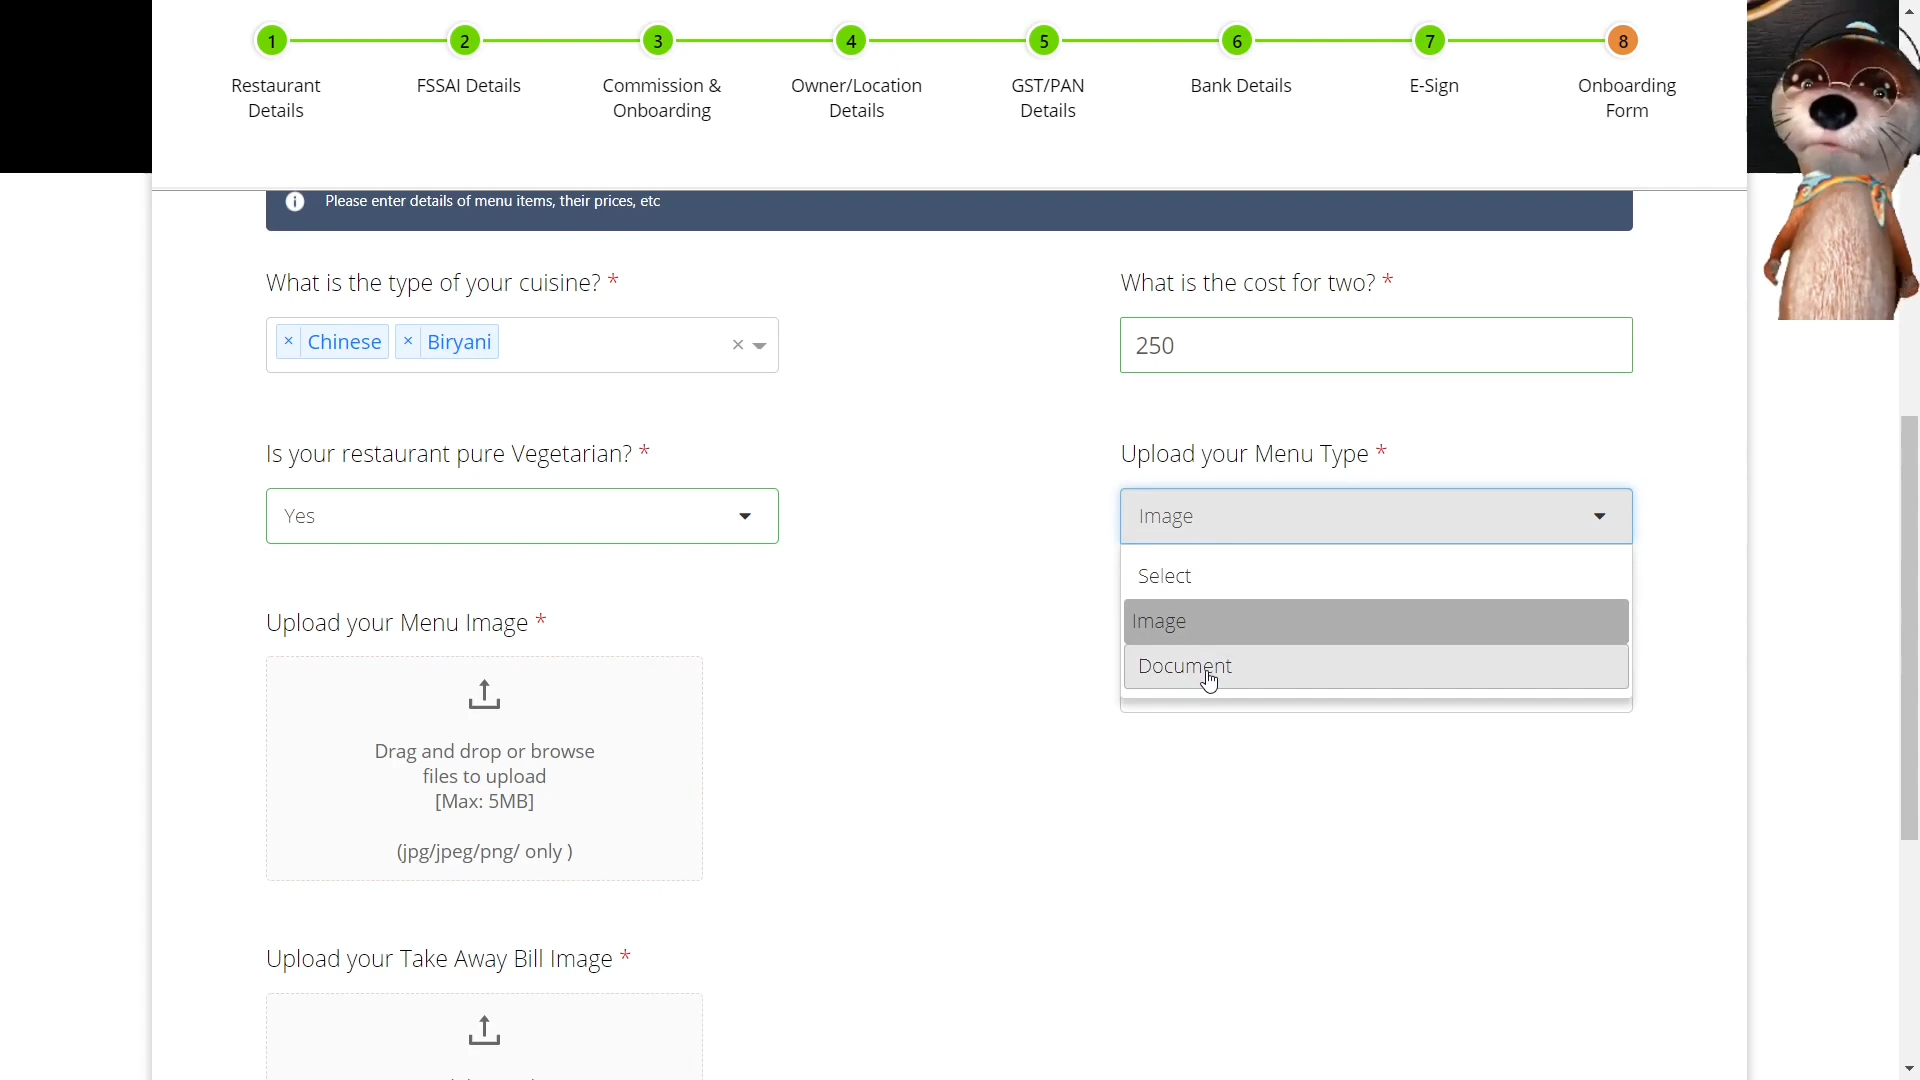 1
2
3
4
5
6
7
8
Restaurant
Details
FSSAI Details
Commission &
Onboarding
Owner/Location
Details
GST/PAN
Details
Bank Details
E-Sign
Onboarding
Form
Please enter details of menu items, their prices, etc
What is the type of your cuisine? *
What is the cost for two? *
× Chinese × Biryani ×
250
Is your restaurant pure Vegetarian? *
Upload your Menu Type *
Yes
Image
Select
Image
Document
Upload your Menu Image *
Drag and drop or browse
files to upload
[Max: 5MB]
(jpg/jpeg/png/ only )
Upload your Take Away Bill Image *